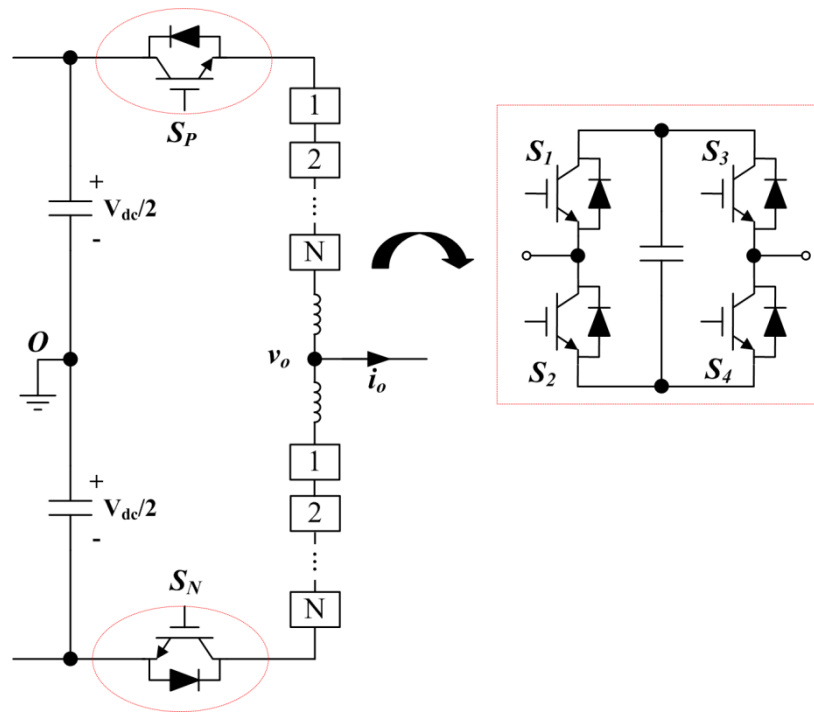 S_P
1
2
N
+
V_dc/2
-
O
v_o
i_o
S_1
S_3
S_2
S_4
1
2
N
+
V_dc/2
-
S_N